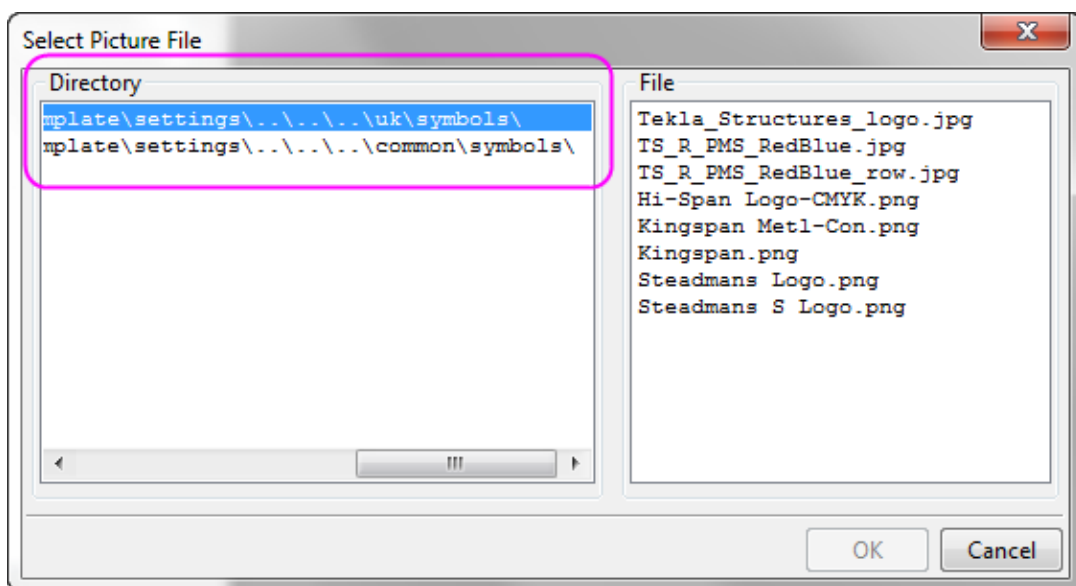 Select Picture File
Directory
mplate\settings\..\..\..\uk\symbols\
mplate\settings\..\..\..\common\symbols\
File
Tekla_Structures_logo.jpg
TS_R_PMS_RedBlue.jpg
TS_R_PMS_RedBlue_row.jpg
Hi-Span Logo-CMYK.png
Kingspan Metl-Con.png
Kingspan.png
Steadmans Logo.png
Steadmans S Logo.png
OK
Cancel